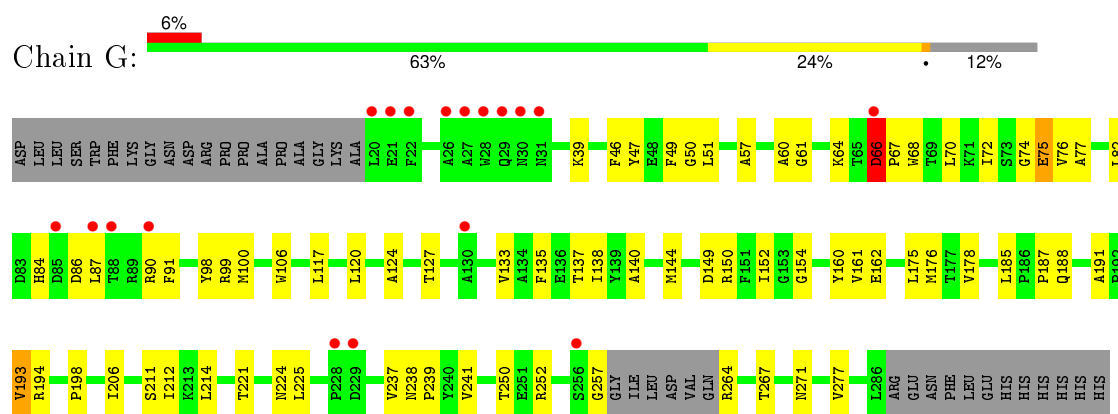 6%
Chain G:
63% 24% • 12%
ASP LEU LEU SER TRP PHE LYS GLY ASN ASP ARG PRO PRO ALA PRO ALA GLY LYS ALA L20 E21 F22 A26 A27 W28 Q29 N30 N31 K39 F46 Y47 E48 F49 G50 L51 A57 A60 G61 K64 T65 D66 P67 W68 T69 L70 K71 I72 S73 G74 E75 V76 A77 L82
D83 H84 D85 D86 L87 T88 R89 R90 F91 Y98 R99 M100 W106 L117 L120 A124 T127 A130 V133 A134 F135 E136 T137 I138 Y139 A140 M144 D149 R150 F151 I152 G153 G154 Y160 V161 E162 L175 M176 T177 V178 L185 P186 P187 Q188 A191 P192
V193 R194 P198 I206 S211 I212 K213 L214 T221 N224 L225 P228 D229 V237 N238 P239 Y240 V241 T250 E251 R252 S256 G257 GLY ILE LEU ASP VAL GLN R264 T267 N271 V277 L286 ARG GLU ASN PHE LEU GLU HIS HIS HIS HIS HIS HIS